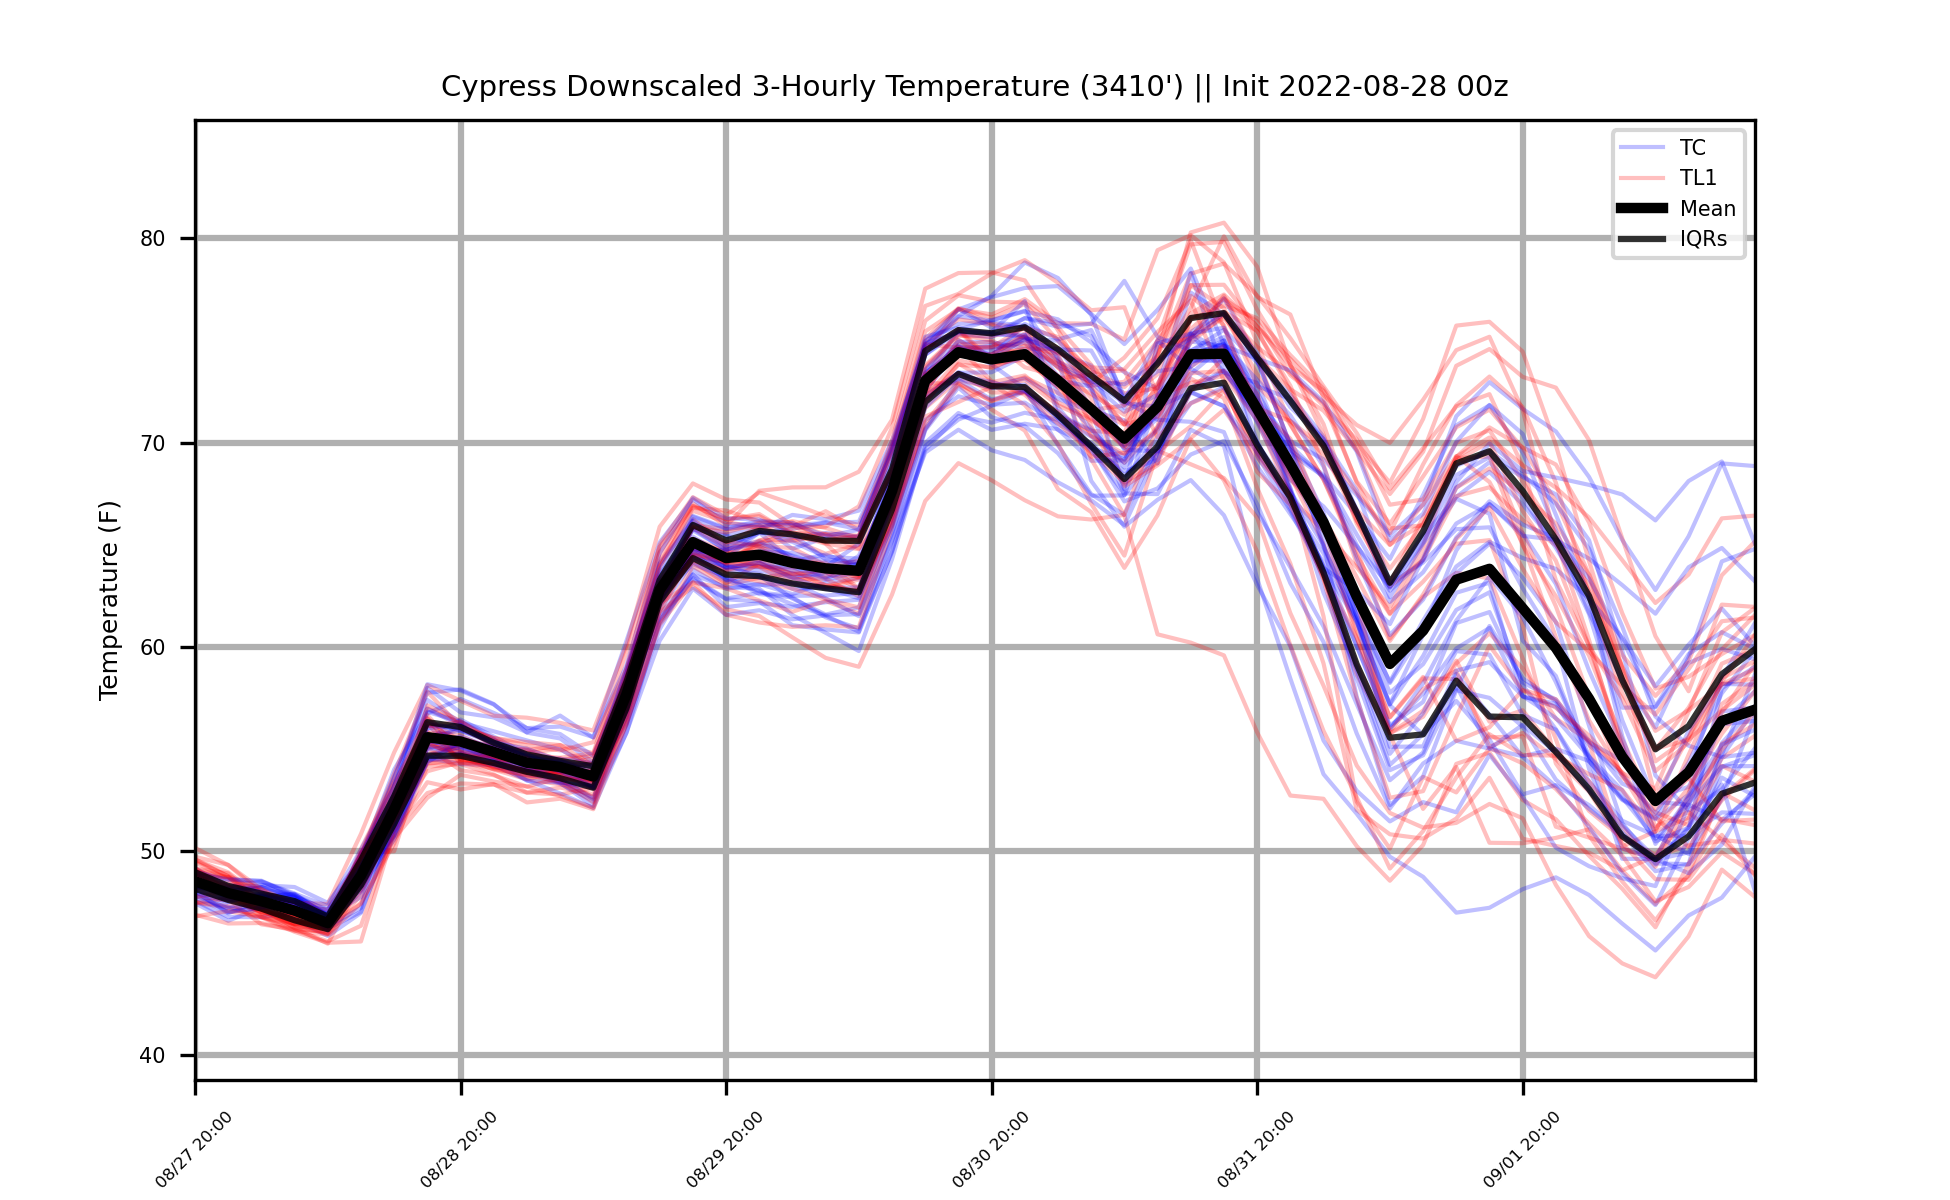 Cypress Downscaled 3-Hourly Temperature (3410') || Init 2022-08-28 00z
TC
TL1
Mean
IQRs
Temperature (F)
80
70
60
50
40
08/27 20:00
08/28 20:00
08/29 20:00
08/30 20:00
08/31 20:00
09/01 20:00